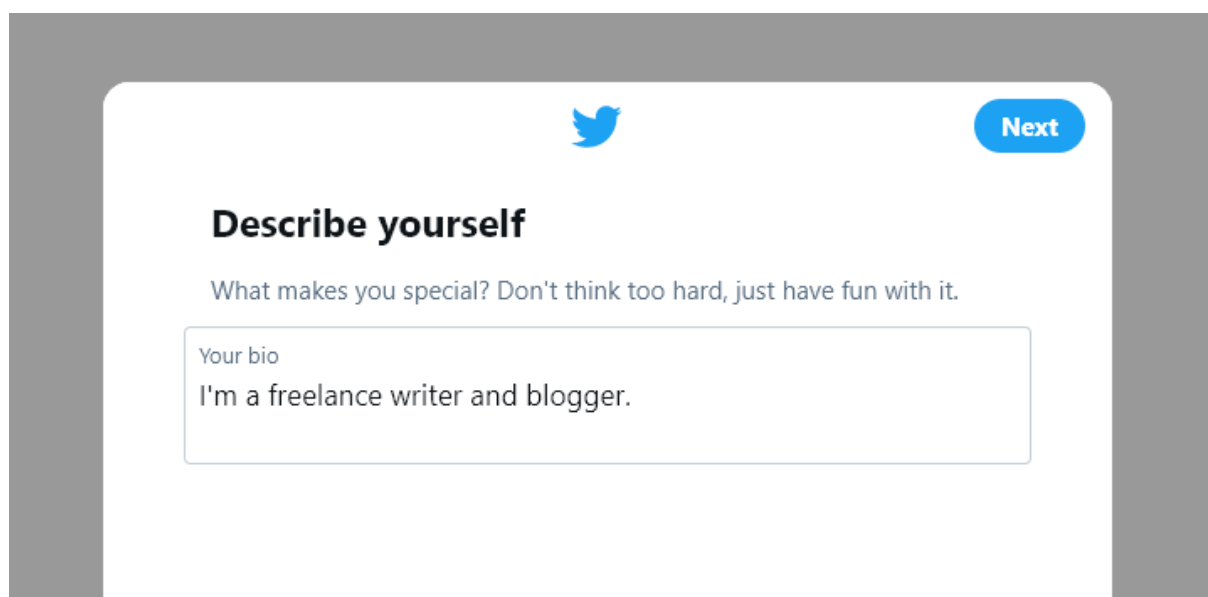 Next
Describe yourself
What makes you special? Don't think too hard, just have fun with it.
Your bio
I'm a freelance writer and blogger.